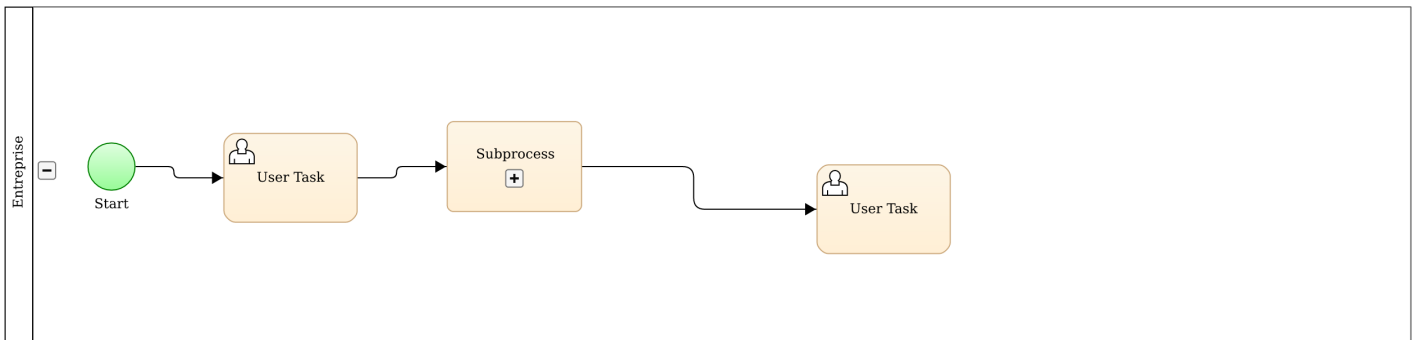 Entreprise
Start
User Task
Subprocess
User Task